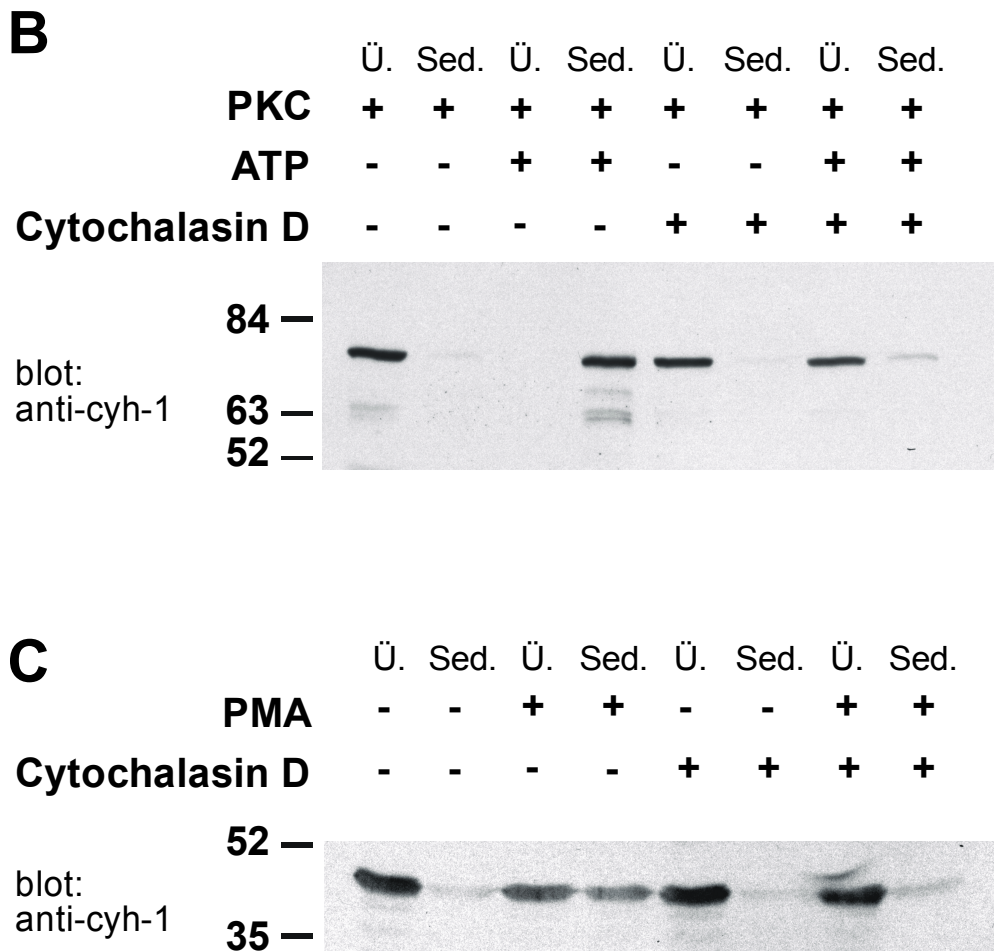 B
Ü. Sed. Ü. Sed. Ü. Sed. Ü. Sed.
PKC + + + + + + + +
ATP - - + + - - + +
Cytochalasin D - - - - + + + +
84
blot:
anti-cyh-1
63
52
C
Ü. Sed. Ü. Sed. Ü. Sed. Ü. Sed.
PMA - - + + - - + +
Cytochalasin D - - - - + + + +
52
blot:
anti-cyh-1
35